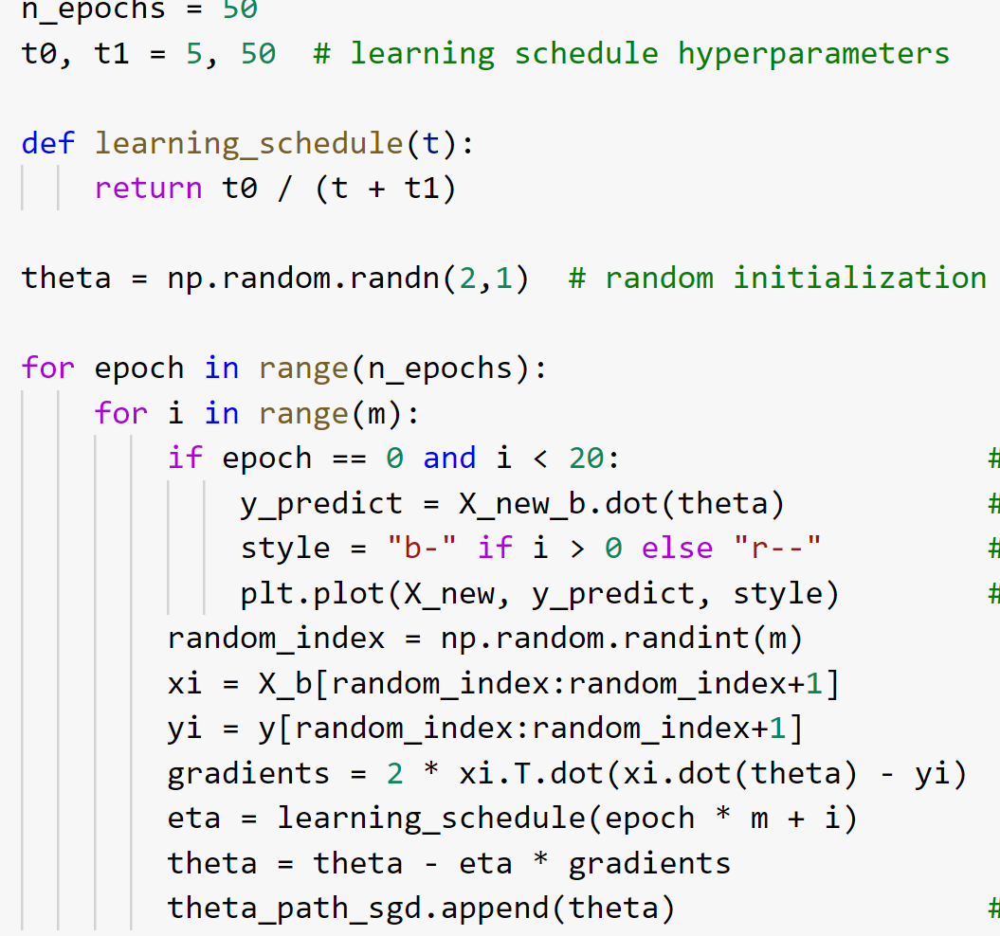 n_epochs = 50
t0, t1 = 5, 50  # learning schedule hyperparameters

def learning_schedule(t):
    return t0 / (t + t1)

theta = np.random.randn(2,1)  # random initialization

for epoch in range(n_epochs):
    for i in range(m):
        if epoch == 0 and i < 20:                    #
            y_predict = X_new_b.dot(theta)           #
            style = "b-" if i > 0 else "r--"         #
            plt.plot(X_new, y_predict, style)        #
        random_index = np.random.randint(m)
        xi = X_b[random_index:random_index+1]
        yi = y[random_index:random_index+1]
        gradients = 2 * xi.T.dot(xi.dot(theta) - yi)
        eta = learning_schedule(epoch * m + i)
        theta = theta - eta * gradients
        theta_path_sgd.append(theta)                 #